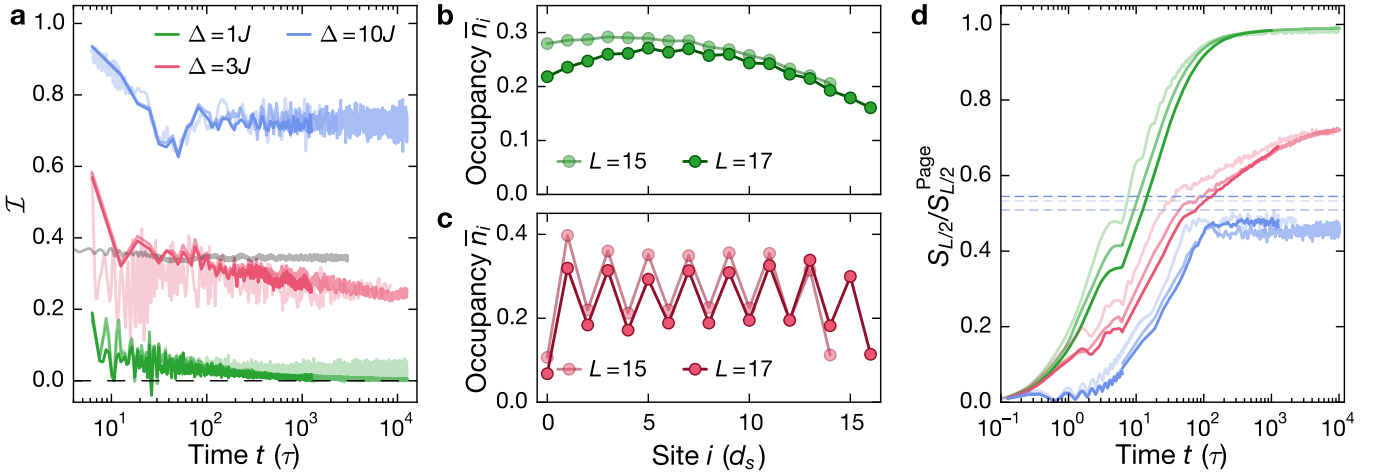 a
1.0
0.8
0.6
0.4
0.2
0.0
ℐ
Δ = 1J
Δ = 3J
Δ = 10J
10¹ 10² 10³ 10⁴
Time t (τ)
b
0.3
0.2
0.1
0.0
Occupancy n̅ᵢ
L = 15
L = 17
c
0.4
0.2
0.0
Occupancy n̅ᵢ
L = 15
L = 17
0 5 10 15
Site i (dₛ)
d
1.0
0.8
0.6
0.4
0.2
0.0
S_{L/2}/S_{L/2}^{Page}
10⁻¹ 10⁰ 10¹ 10² 10³ 10⁴
Time t (τ)